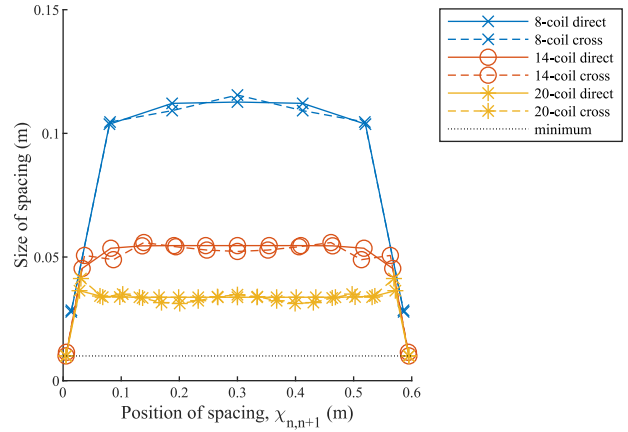 8-coil direct
8-coil cross
14-coil direct
14-coil cross
20-coil direct
20-coil cross
minimum
0.15
0.1
0.05
0
Size of spacing (m)
0 0.1 0.2 0.3 0.4 0.5 0.6
Position of spacing, χn,n+1 (m)